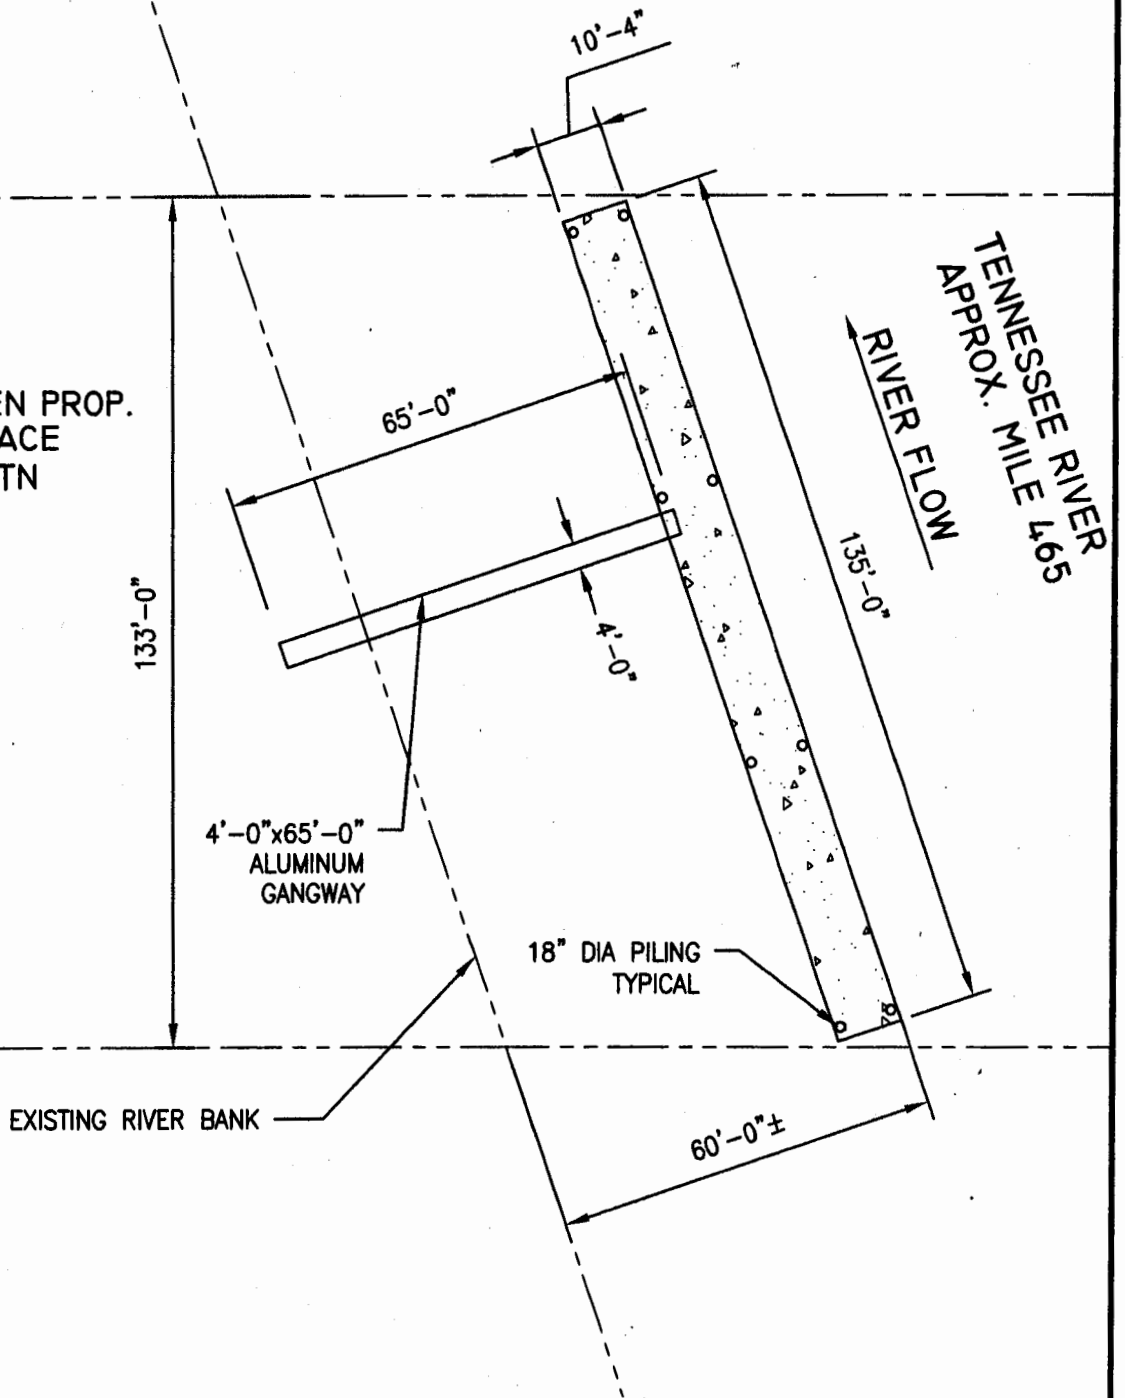 10'-4"
TENNESSEE RIVER
APPROX. MILE 465
RIVER FLOW
65'-0"
EN PROP.
ACE
TN
133'-0"
135'-0"
4'-0"
4'-0"x65'-0"
ALUMINUM
GANGWAY
18" DIA PILING
TYPICAL
EXISTING RIVER BANK
60'-0"±